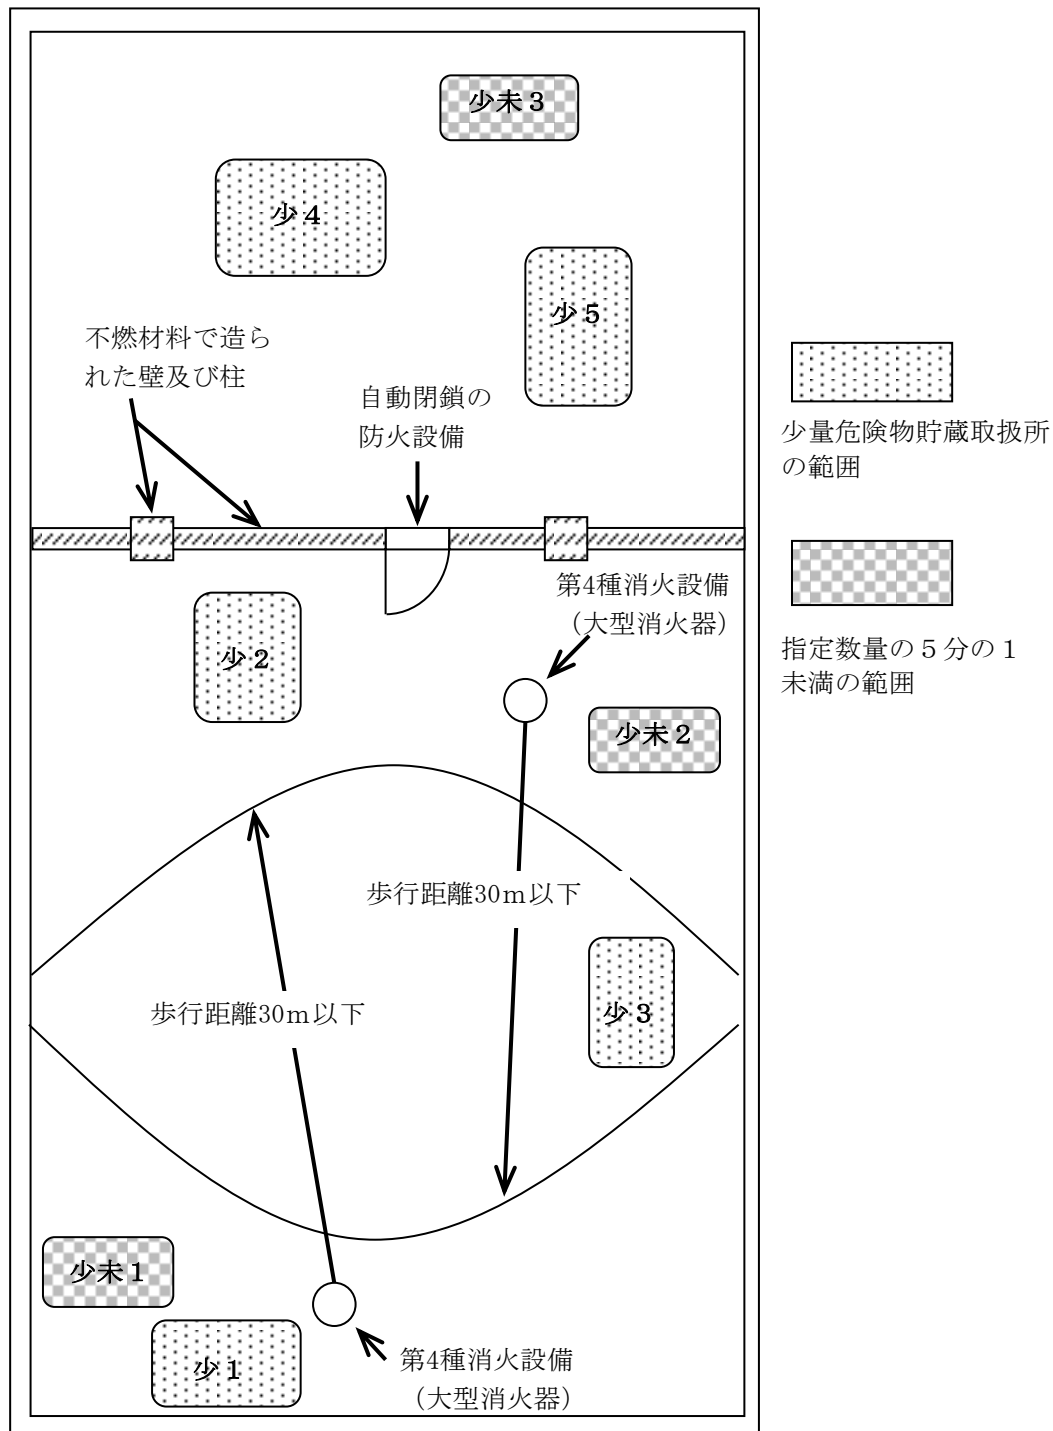 少未３
少４
少５
不燃材料で造ら
れた壁及び柱
自動閉鎖の
防火設備
少量危険物貯蔵取扱所
の範囲
第4種消火設備
（大型消火器）
少２
少未２
指定数量の５分の１
未満の範囲
歩行距離30ｍ以下
歩行距離30ｍ以下
少３
少未１
少１
第4種消火設備
（大型消火器）